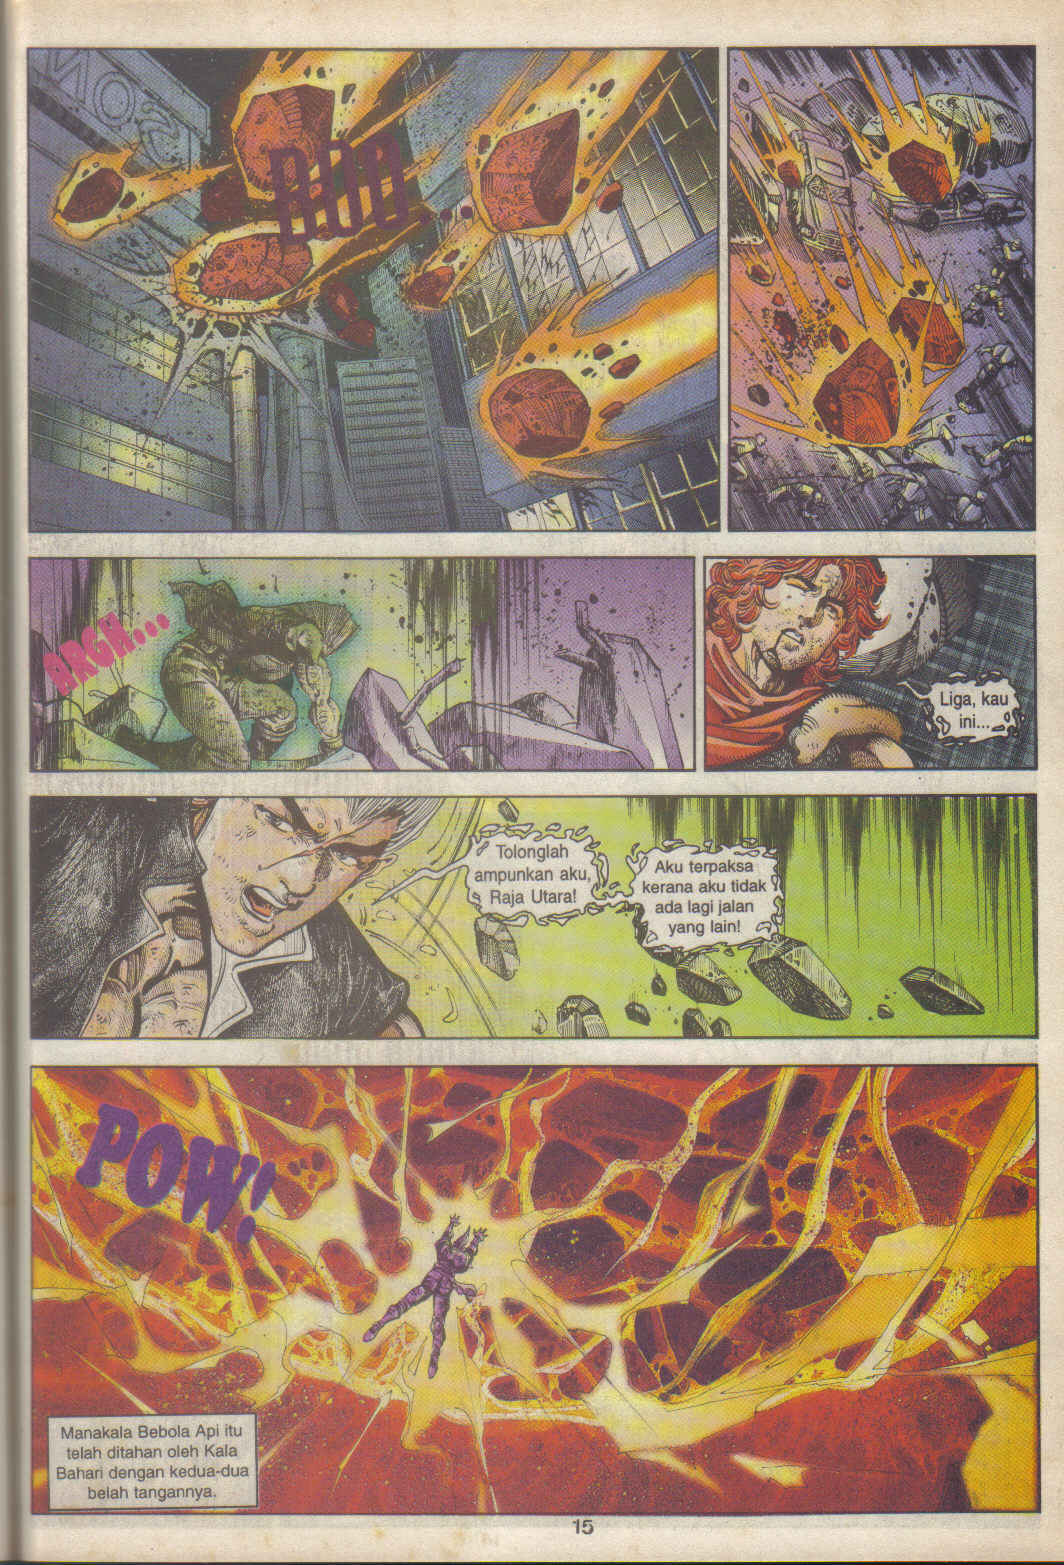 ARGH...
Liga, kau
ini...
Tolonglah
ampunkan aku,
Raja Utara!
Aku terpaksa
kerana aku tidak
ada lagi jalan
yang lain!
POW!
Manakala Bebola Api itu
telah ditahan oleh Kala
Bahari dengan kedua-dua
belah tangannya.
15